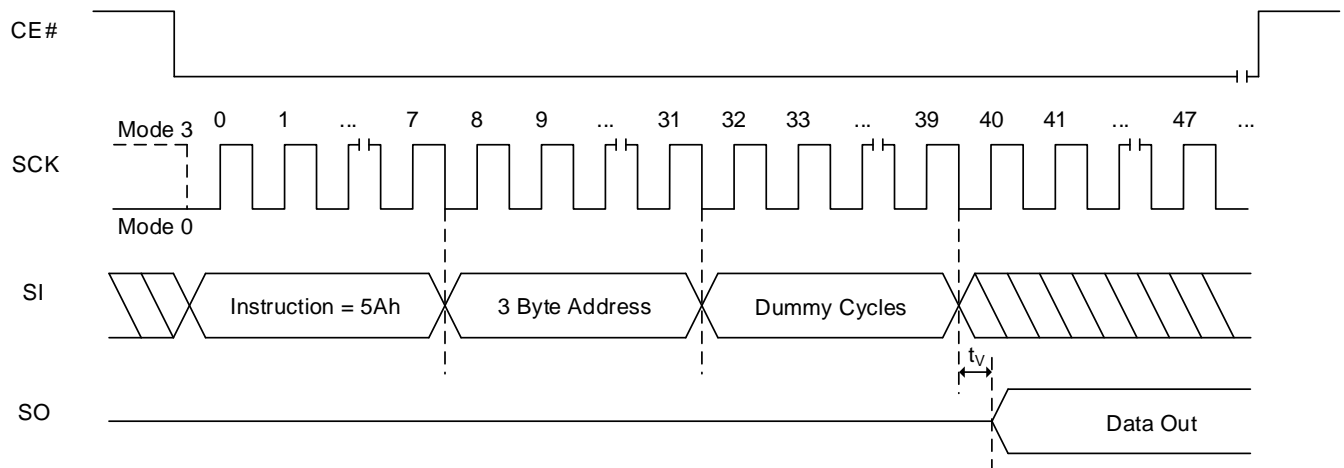 CE#
Mode 3
0 1 ... 7 8 9 ... 31 32 33 ... 39 40 41 ... 47 ...
SCK
Mode 0
SI
Instruction = 5Ah
3 Byte Address
Dummy Cycles
tV
SO
Data Out